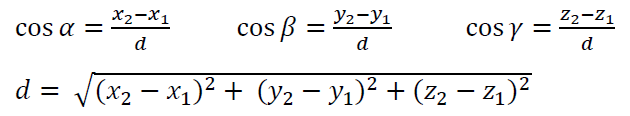 cos α = (x₂−x₁)/d cos β = (y₂−y₁)/d cos γ = (z₂−z₁)/d
d = √((x₂ − x₁)² + (y₂ − y₁)² + (z₂ − z₁)²)